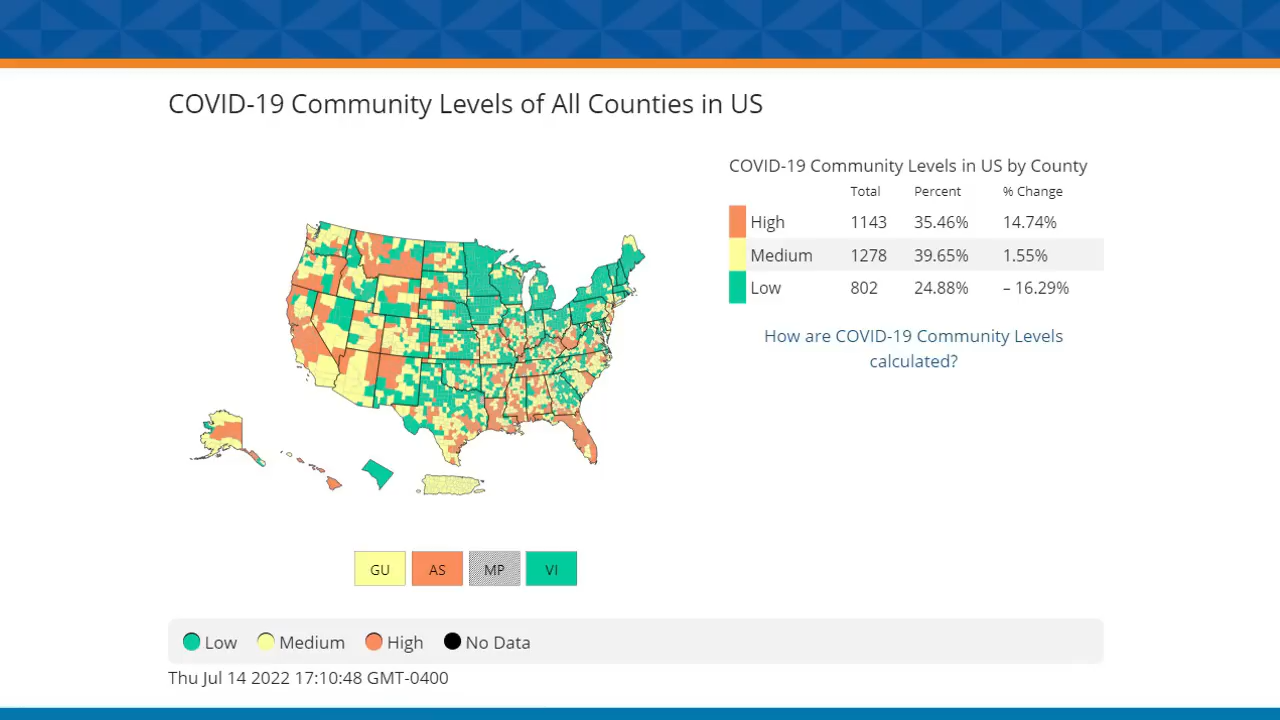 COVID-19 Community Levels of All Counties in US
COVID-19 Community Levels in US by County
Total Percent % Change
High 1143 35.46% 14.74%
Medium 1278 39.65% 1.55%
Low 802 24.88% – 16.29%
How are COVID-19 Community Levels
calculated?
GU AS MP VI
Low Medium High No Data
Thu Jul 14 2022 17:10:48 GMT-0400